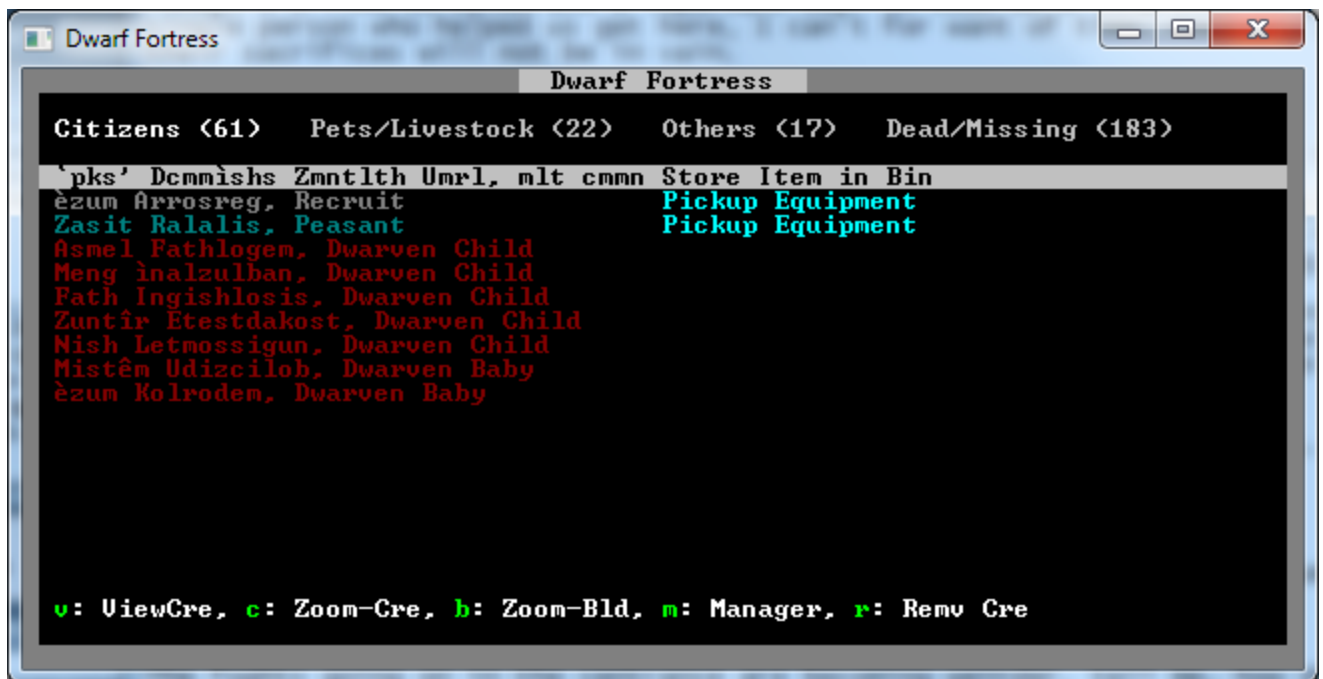 Dwarf Fortress
Dwarf Fortress
Citizens (61) Pets/Livestock (22) Others (17) Dead/Missing (183)
`pks' Dcmmìshs Zmntlth Umrl, mlt cmmn Store Item in Bin
èzum Arrosreg, Recruit Pickup Equipment
Zasit Ralalis, Peasant Pickup Equipment
Asmel Fathlogem, Dwarven Child
Meng ìnalzulban, Dwarven Child
Fath Ingishlosis, Dwarven Child
Zuntîr Etestdakost, Dwarven Child
Nish Letmossigun, Dwarven Child
Mistêm Udizcilob, Dwarven Baby
èzum Kolrodem, Dwarven Baby
v: ViewCre, c: Zoom-Cre, b: Zoom-Bld, m: Manager, r: Remv Cre